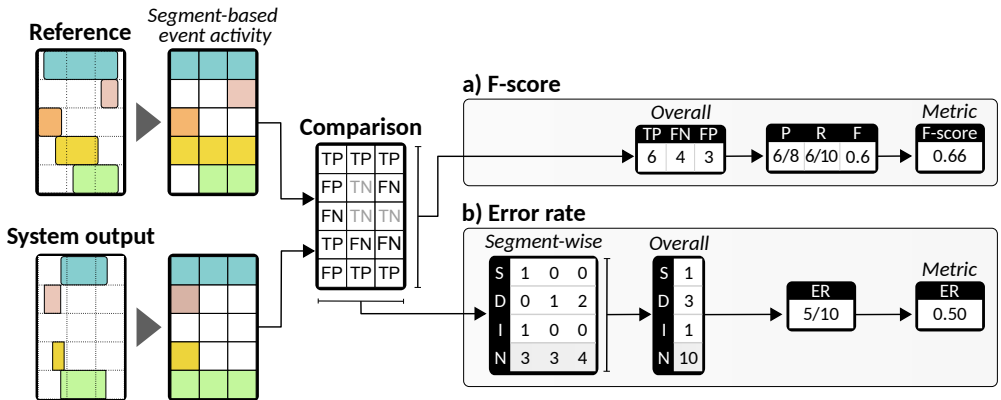 Reference
Segment-based
event activity
System output
Comparison
TP TP TP
FP TN FN
FN TN TN
TP FN FN
FP TP TP
a) F-score
Overall
TP FN FP
6 4 3
P R F
6/8 6/10 0.6
Metric
F-score
0.66
b) Error rate
Segment-wise
S 1 0 0
D 0 1 2
I 1 0 0
N 3 3 4
Overall
S 1
D 3
I 1
N 10
ER
5/10
Metric
ER
0.50